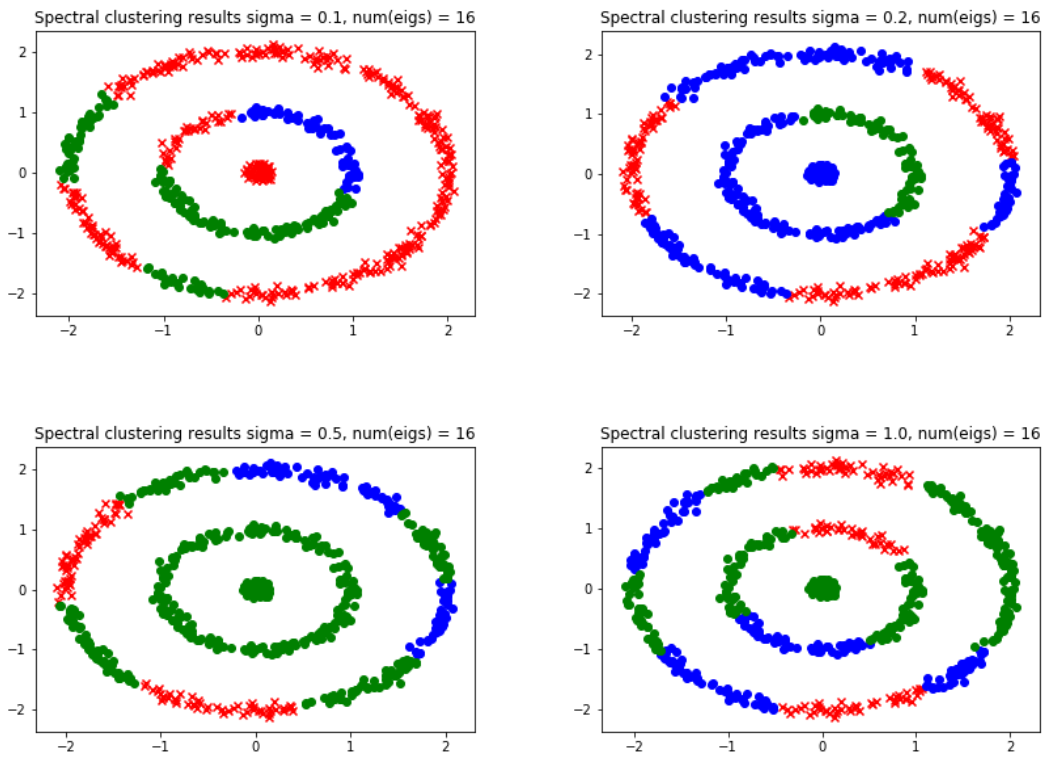 Spectral clustering results sigma = 0.1, num(eigs) = 16
2
1
0
−1
−2
−2 −1 0 1 2
Spectral clustering results sigma = 0.2, num(eigs) = 16
2
1
0
−1
−2
−2 −1 0 1 2
Spectral clustering results sigma = 0.5, num(eigs) = 16
2
1
0
−1
−2
−2 −1 0 1 2
Spectral clustering results sigma = 1.0, num(eigs) = 16
2
1
0
−1
−2
−2 −1 0 1 2